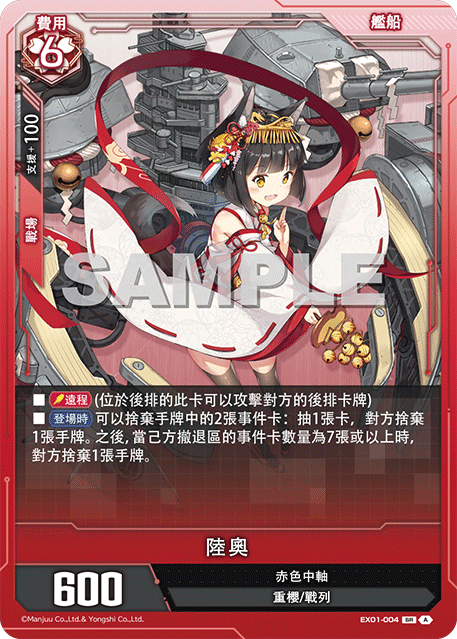 費用
6
艦船
支援+100
戰場
SAMPLE
■ 遠程 (位於後排的此卡可以攻擊對方的後排卡牌)
■ 登場時 可以捨棄手牌中的2張事件卡：抽1張卡，對方捨棄
1張手牌。之後，當己方撤退區的事件卡數量為7張或以上時，
對方捨棄1張手牌。
陸奧
600
赤色中軸
重櫻/戰列
©Manjuu Co.,Ltd.& Yongshi Co.,Ltd.
EX01-004 SR A